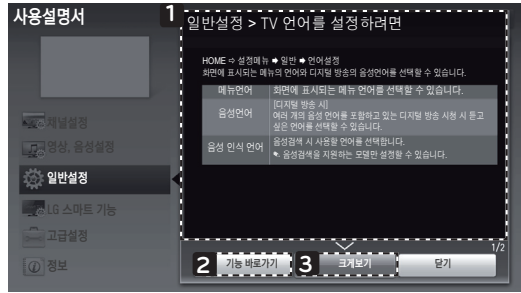 사용설명서
1
일반설정 > TV 언어를 설정하려면
HOME ⇨ 설정메뉴 ➡ 일반 ➡ 언어설정
화면에 표시되는 메뉴의 언어와 디지털 방송의 음성언어를 선택할 수 있습니다.
메뉴언어 화면에 표시되는 메뉴 언어를 선택할 수 있습니다.
음성언어 [디지털 방송 시]
여러 개의 음성 언어를 포함하고 있는 디지털 방송 시청 시 듣고
싶은 언어를 선택할 수 있습니다.
음성 인식 언어 음성검색 시 사용할 언어를 선택합니다.
음성검색을 지원하는 모델만 설정할 수 있습니다.
채널설정
영상, 음성설정
일반설정
LG 스마트 기능
고급설정
정보
1/2
2 기능 바로가기 3 크게보기 닫기